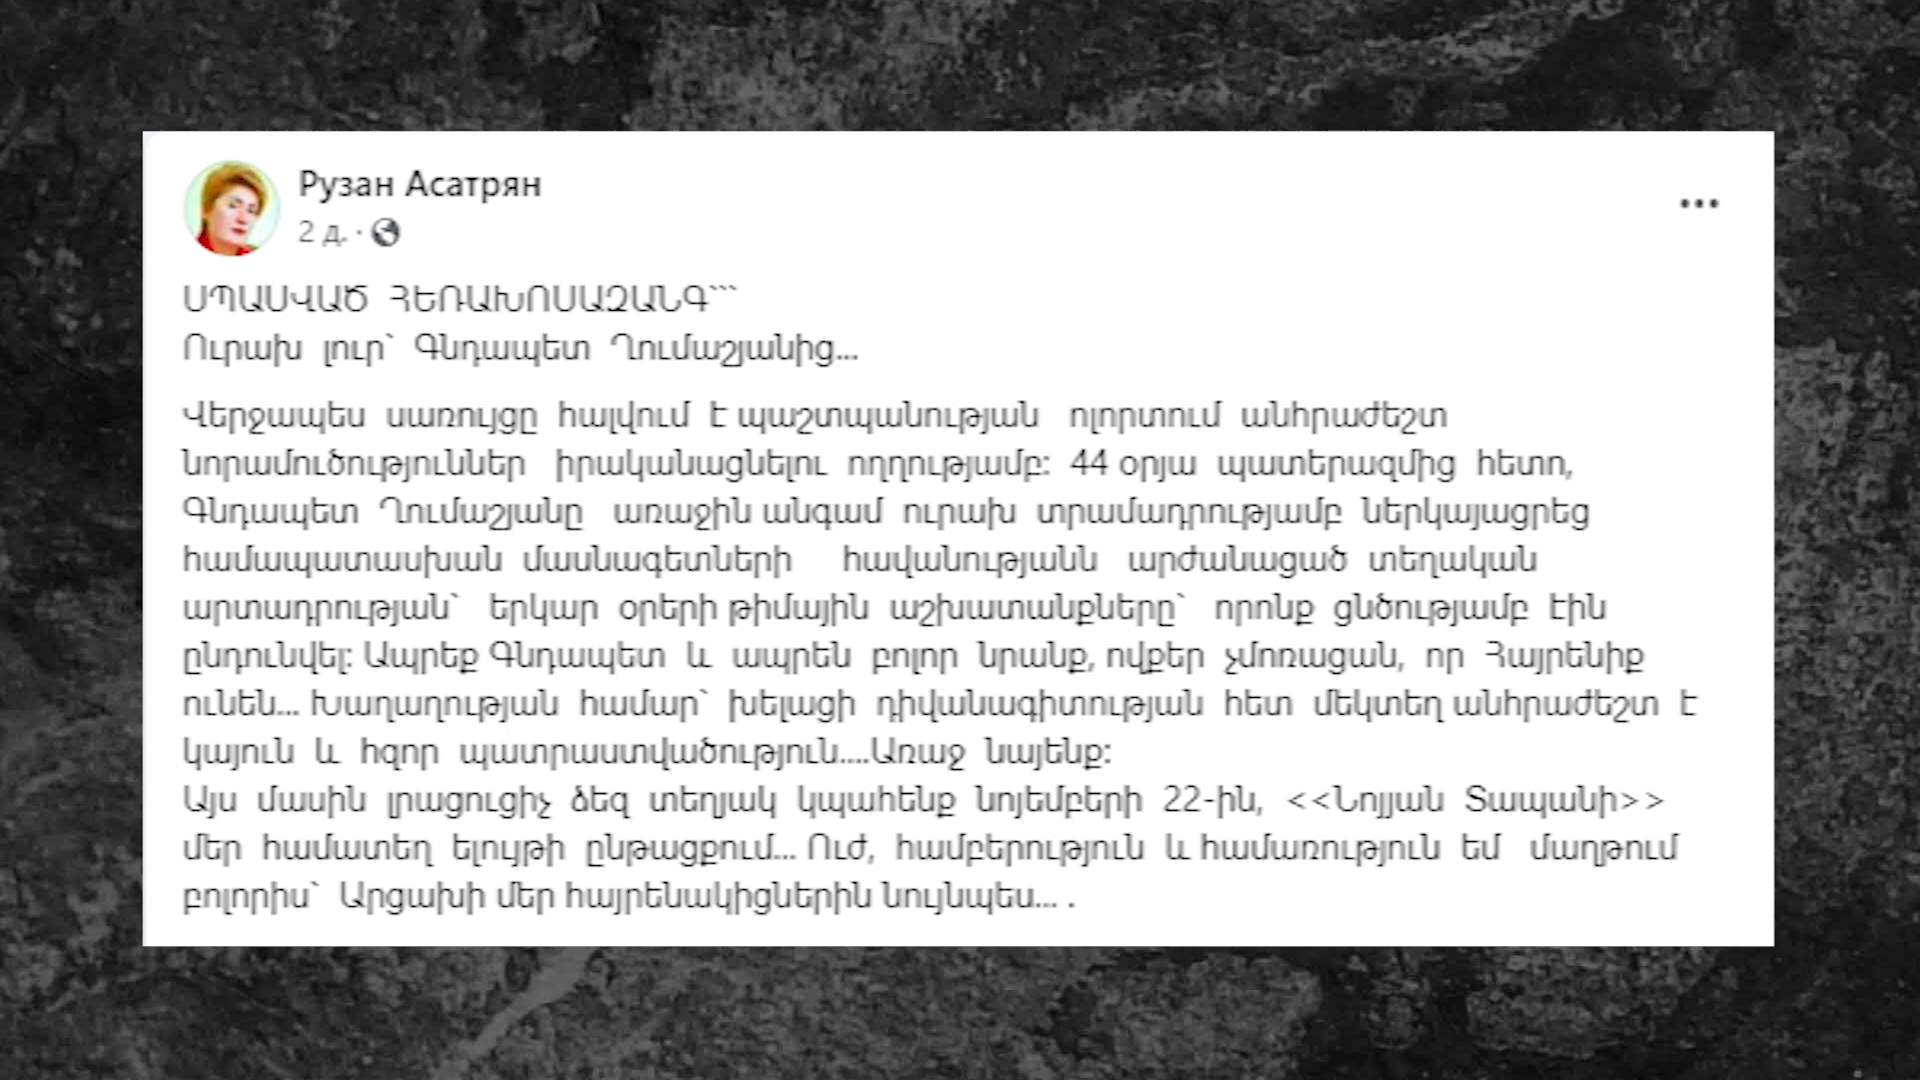 Рузан Асатрян
2 д. ·
ՍՊԱՍՎԱԾ ՀԵՌԱԽՈՍԱԶԱՆԳ```
Ուրախ լուր` Գնդապետ Ղումաշյանից...
Վերջապես սառույցը հալվում է պաշտպանության ոլորտում անհրաժեշտ
նորամուծություններ իրականացնելու ողղությամբ: 44 օրյա պատերազմից հետո,
Գնդապետ Ղումաշյանը առաջին անգամ ուրախ տրամադրությամբ ներկայացրեց
համապատասխան մասնագետների հավանությանն արժանացած տեղական
արտադրության` երկար օրերի թիմային աշխատանքները` որոնք ցնծությամբ էին
ընդունվել: Ապրեք Գնդապետ և ապրեն բոլոր նրանք, ովքեր չմոռացան, որ Հայրենիք
ունեն... Խաղաղության համար` խելացի դիվանագիտության հետ մեկտեղ անհրաժեշտ է
կայուն և հզոր պատրաստվածություն....Առաջ նայենք:
Այս մասին լրացուցիչ ձեզ տեղյակ կպահենք նոյեմբերի 22-ին, <<Նոյյան Տապանի>>
մեր համատեղ ելույթի ընթացքում... Ուժ, համբերություն և համառություն եմ մաղթում
բոլորիս` Արցախի մեր հայրենակիցներին նույնպես... .